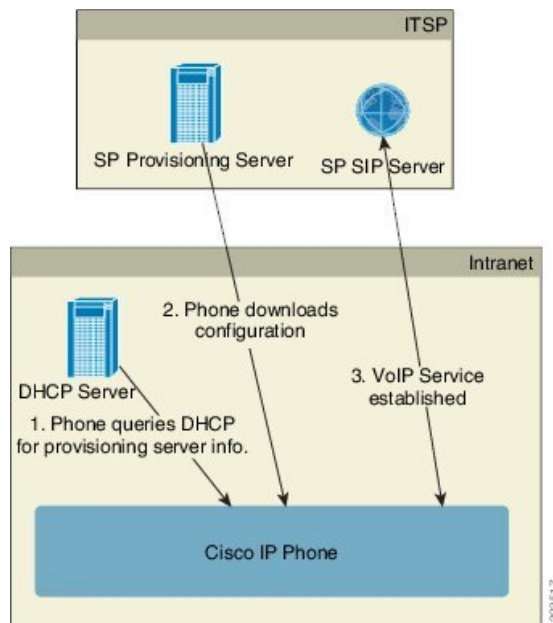 ITSP
SP Provisioning Server
SP SIP Server
Intranet
2. Phone downloads
configuration
DHCP Server
3. VoIP Service
established
1. Phone queries DHCP
for provisioning server info.
Cisco IP Phone